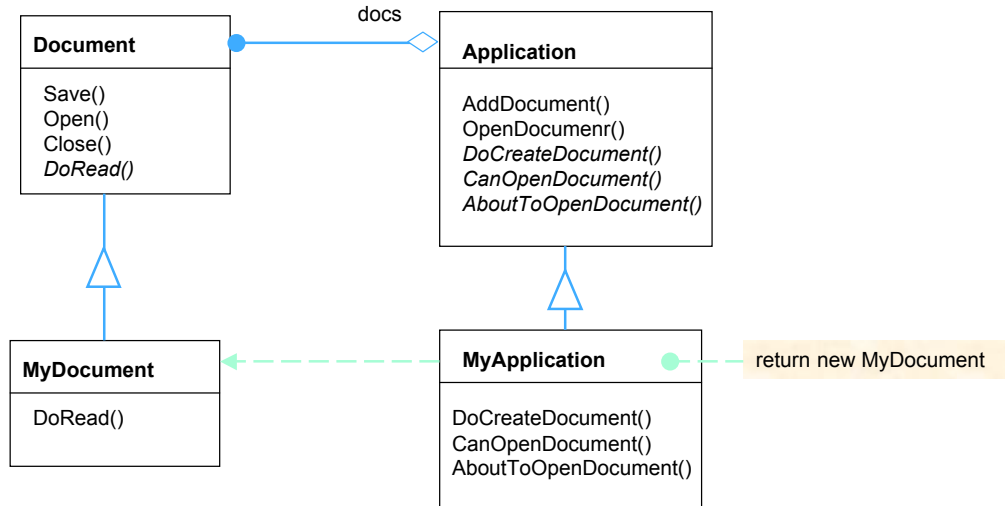 docs
Document
Save()
Open()
Close()
DoRead()
Application
AddDocument()
OpenDocumenr()
DoCreateDocument()
CanOpenDocument()
AboutToOpenDocument()
MyDocument
DoRead()
MyApplication
DoCreateDocument()
CanOpenDocument()
AboutToOpenDocument()
return new MyDocument